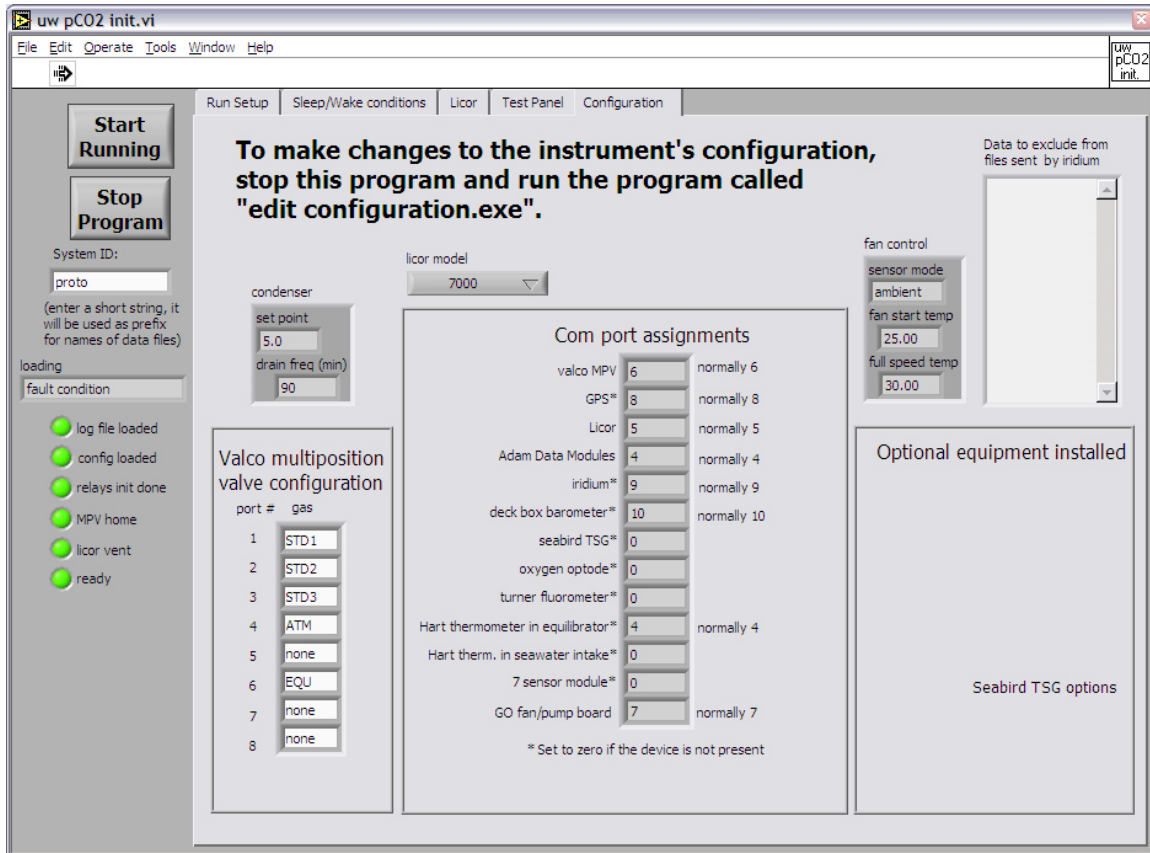 uw pCO2 init.vi
File Edit Operate Tools Window Help
uw
pCO2
init.
Run Setup Sleep/Wake conditions Licor Test Panel Configuration
Start
Running
Stop
Program
System ID:
proto
(enter a short string, it
will be used as prefix
for names of data files)
loading
fault condition
log file loaded
config loaded
relays init done
MPV home
licor vent
ready
To make changes to the instrument's configuration,
stop this program and run the program called
"edit configuration.exe".
Data to exclude from
files sent by iridium
licor model
7000
condenser
set point
5.0
drain freq (min)
90
fan control
sensor mode
ambient
fan start temp
25.00
full speed temp
30.00
Valco multiposition
valve configuration
port # gas
1 STD1
2 STD2
3 STD3
4 ATM
5 none
6 EQU
7 none
8 none
Com port assignments
valco MPV 6 normally 6
GPS* 8 normally 8
Licor 5 normally 5
Adam Data Modules 4 normally 4
iridium* 9 normally 9
deck box barometer* 10 normally 10
seabird TSG* 0
oxygen optode* 0
turner fluorometer* 0
Hart thermometer in equilibrator* 4 normally 4
Hart therm. in seawater intake* 0
7 sensor module* 0
GO fan/pump board 7 normally 7
* Set to zero if the device is not present
Optional equipment installed
Seabird TSG options